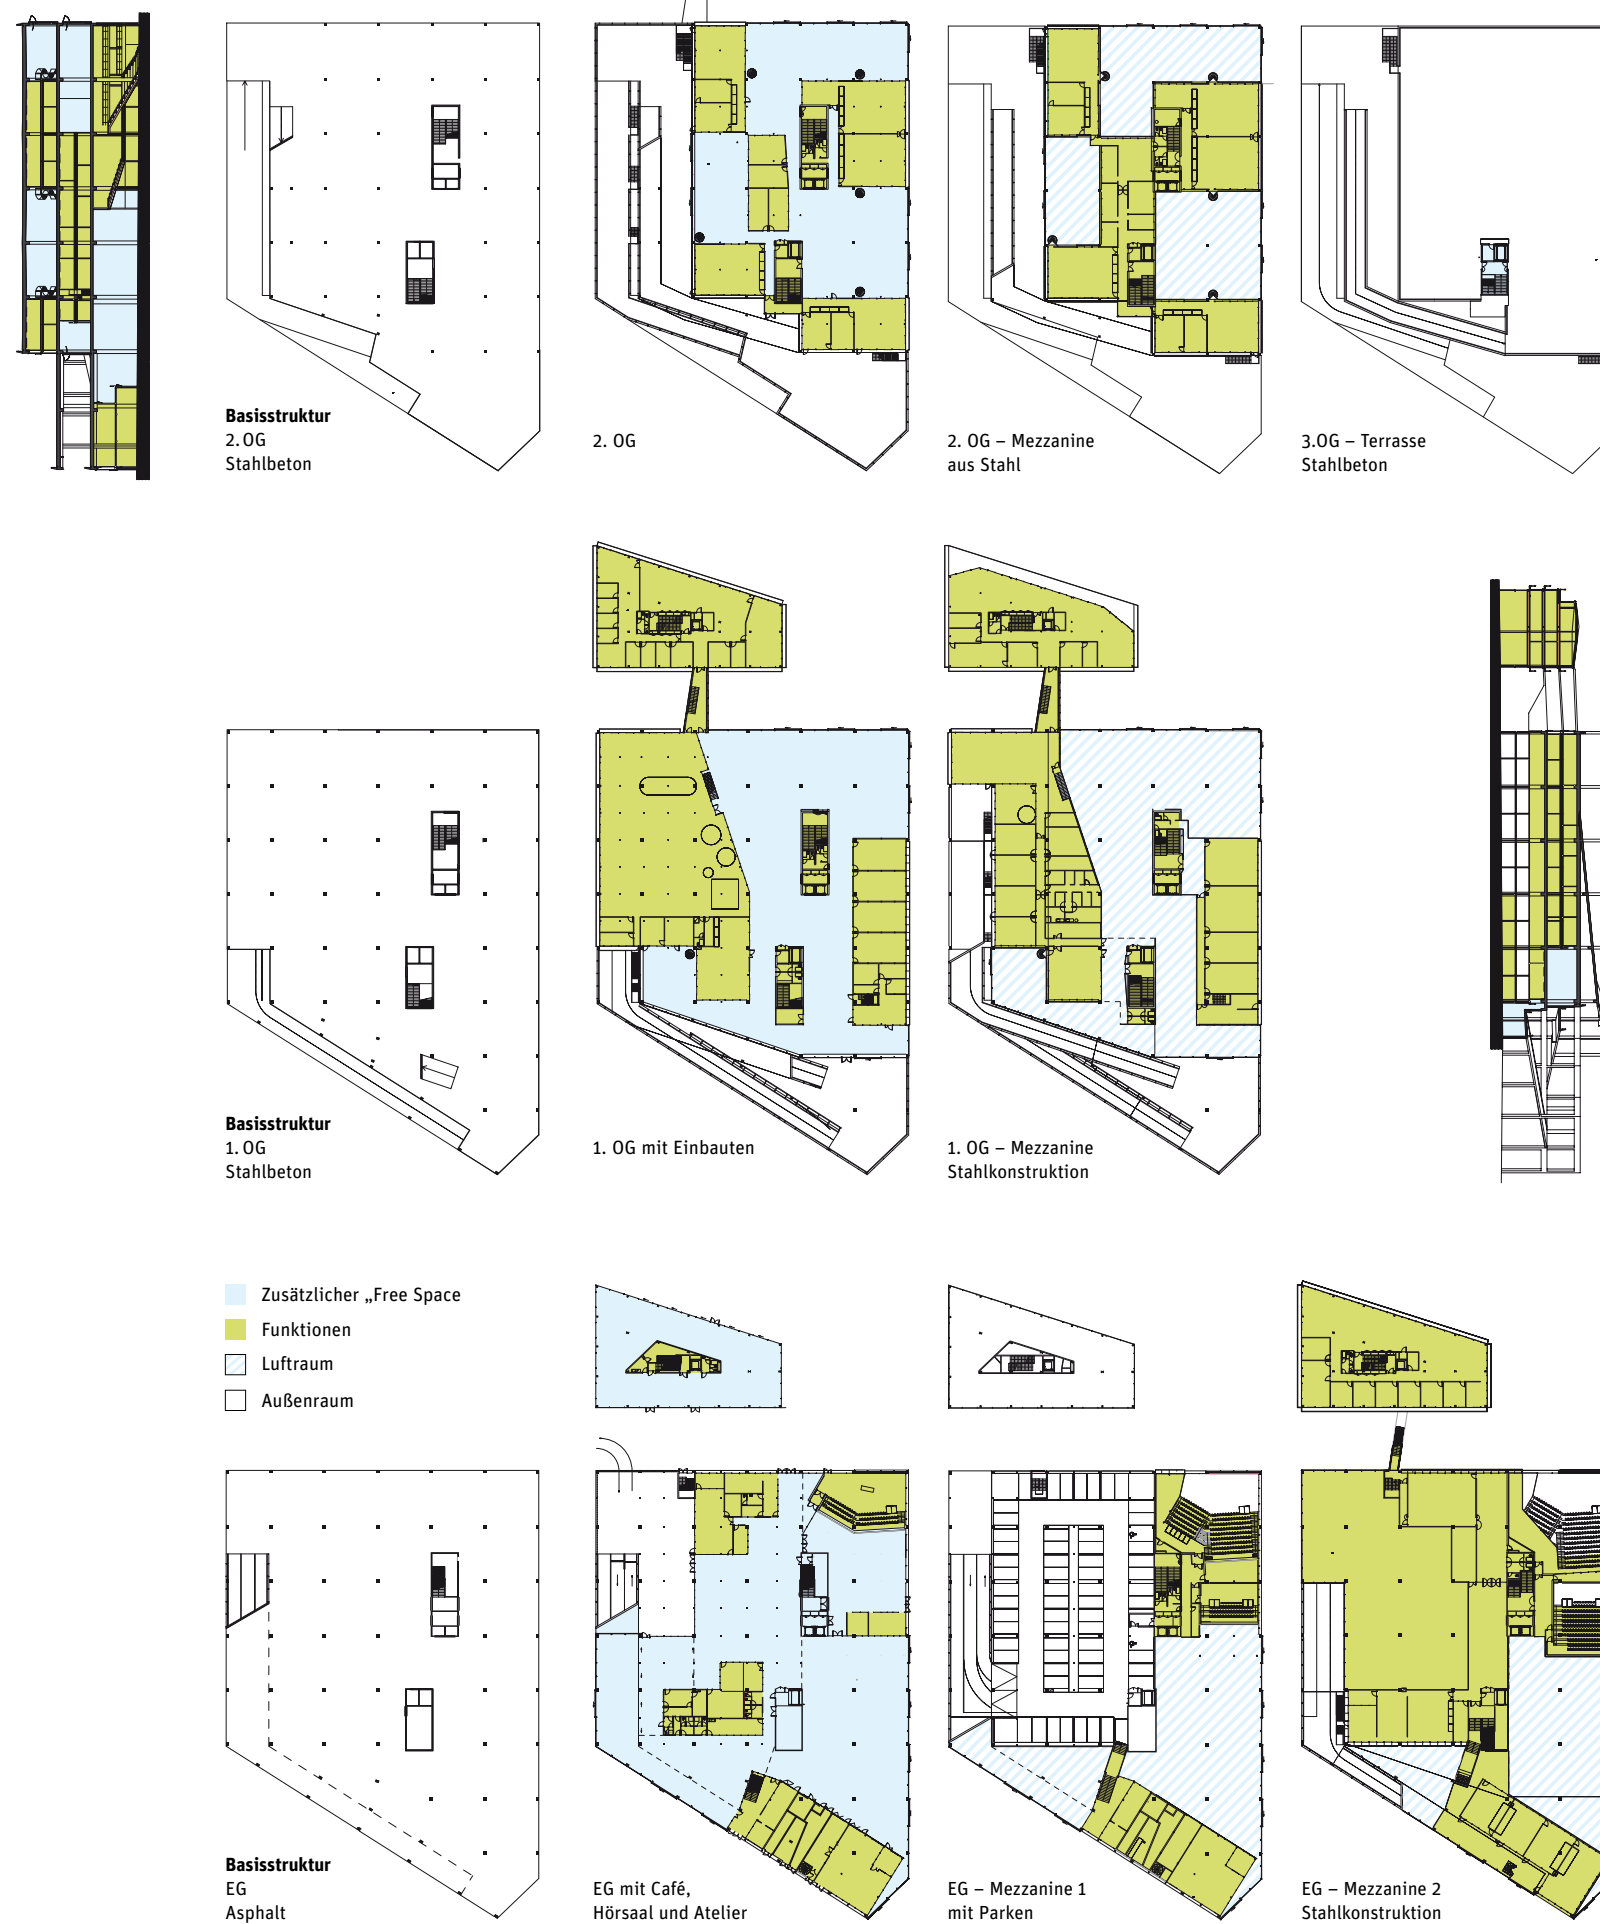 Basisstruktur
2. OG
Stahlbeton
2. OG
2. OG – Mezzanine
aus Stahl
3.OG – Terrasse
Stahlbeton
Basisstruktur
1. OG
Stahlbeton
1. OG mit Einbauten
1. OG – Mezzanine
Stahlkonstruktion
Zusätzlicher „Free Space
Funktionen
Luftraum
Außenraum
Basisstruktur
EG
Asphalt
EG mit Café,
Hörsaal und Atelier
EG – Mezzanine 1
mit Parken
EG – Mezzanine 2
Stahlkonstruktion